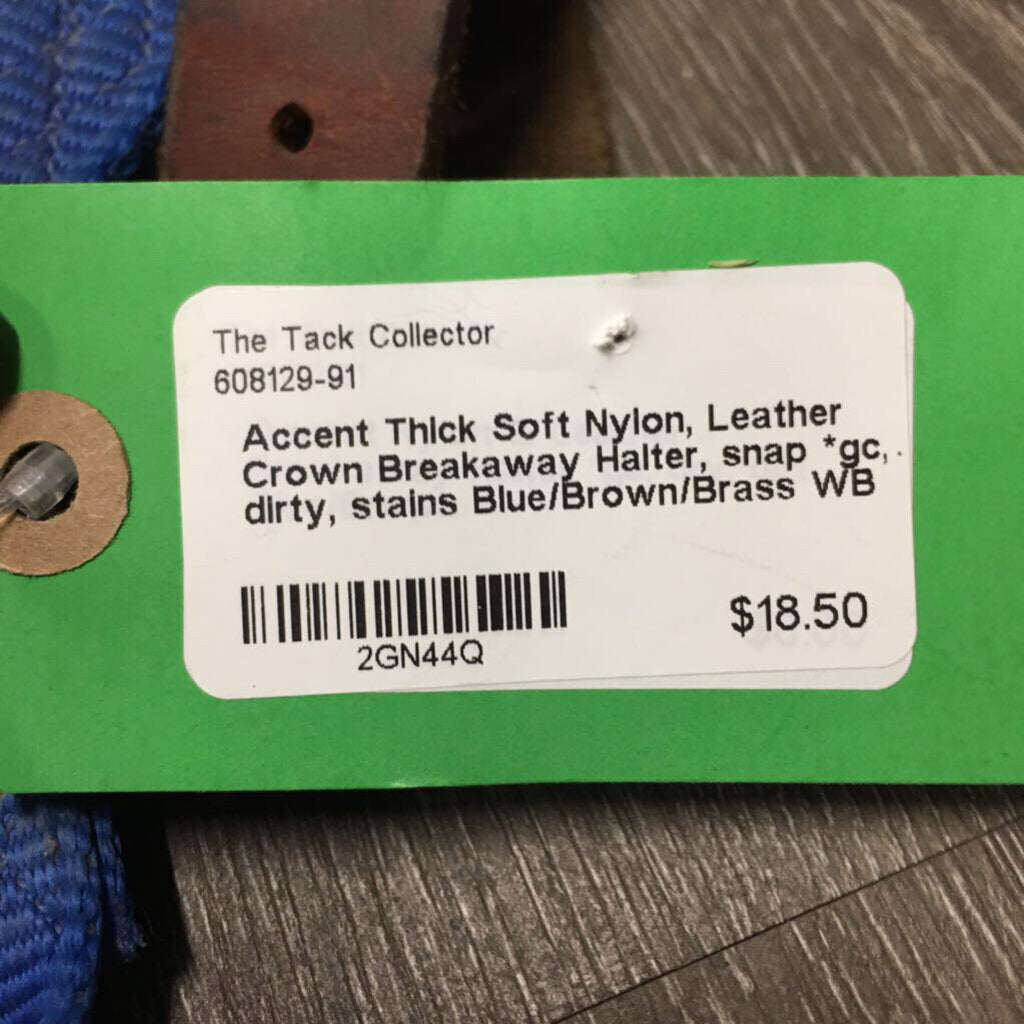 The Tack Collector
608129-91
Accent Thick Soft Nylon, Leather
Crown Breakaway Halter, snap *gc,
dirty, stains Blue/Brown/Brass WB
2GN44Q
$18.50